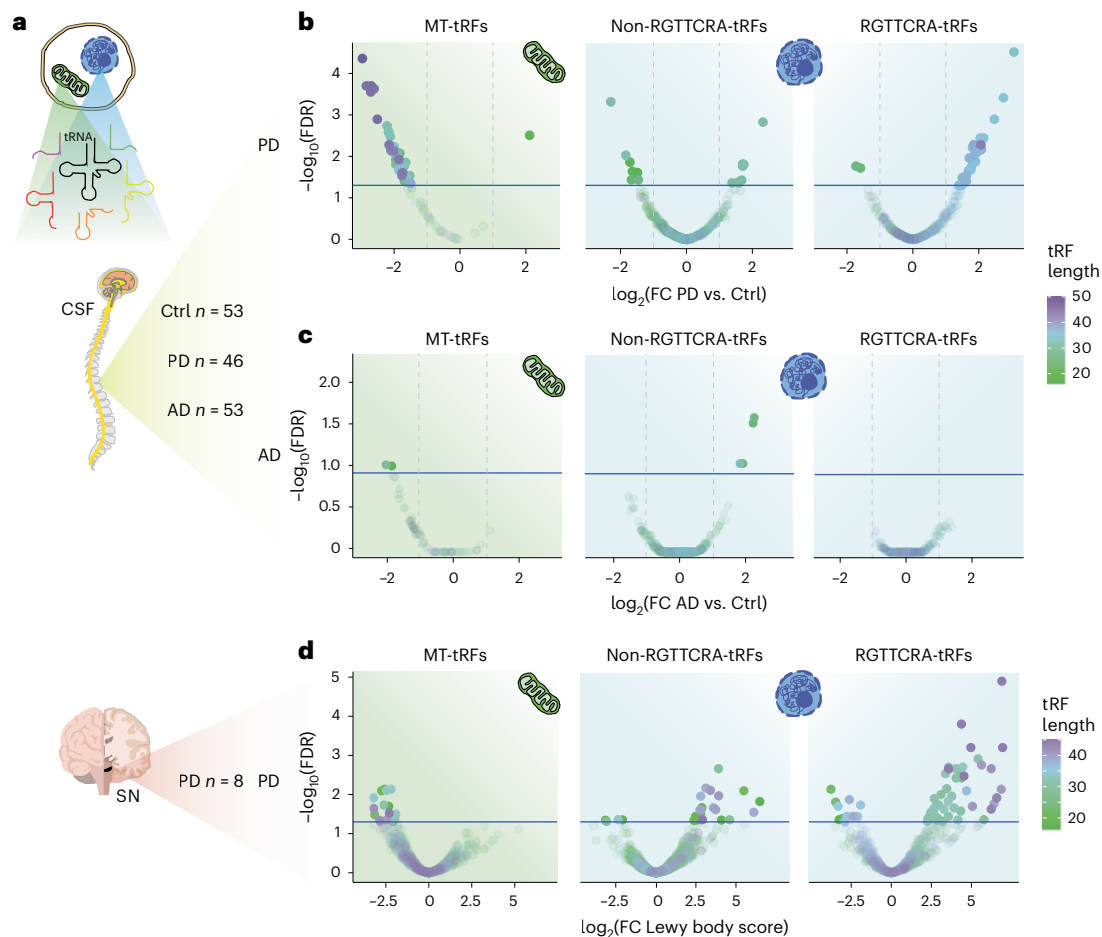 a
tRNA
CSF
Ctrl n = 53
PD n = 46
AD n = 53
PD
AD
SN
PD n = 8 PD
b
MT-tRFs Non-RGTTCRA-tRFs RGTTCRA-tRFs
–log10(FDR)
4
3
2
1
0
–2 0 2 –2 0 2 –2 0 2
log2(FC PD vs. Ctrl)
c
MT-tRFs Non-RGTTCRA-tRFs RGTTCRA-tRFs
–log10(FDR)
2.0
1.5
1.0
0.5
0
–2 0 2 –2 0 2 –2 0 2
log2(FC AD vs. Ctrl)
tRF
length
50
40
30
20
d
MT-tRFs Non-RGTTCRA-tRFs RGTTCRA-tRFs
–log10(FDR)
5
4
3
2
1
0
–2.5 0 2.5 5 –2.5 0 2.5 5 –2.5 0 2.5 5
log2(FC Lewy body score)
tRF
length
40
30
20